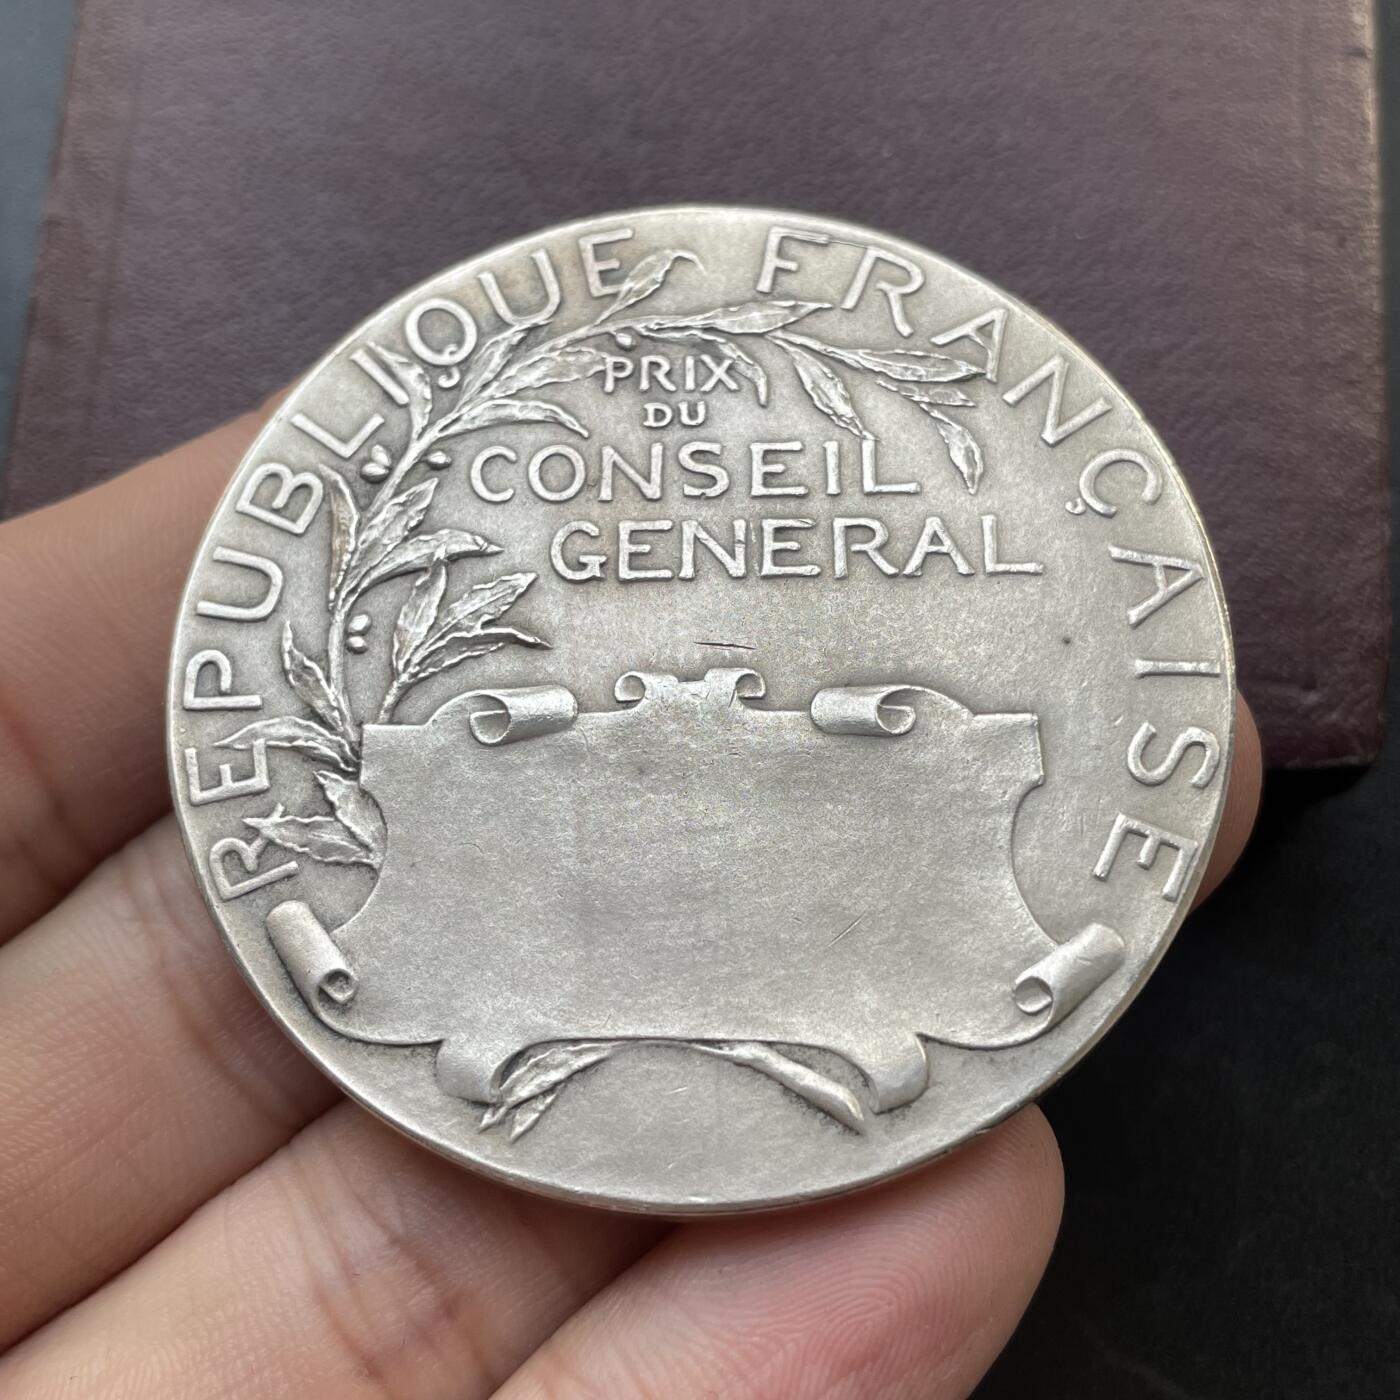 REPUBLIQUE FRANÇAISE
PRIX
DU
CONSEIL
GENERAL